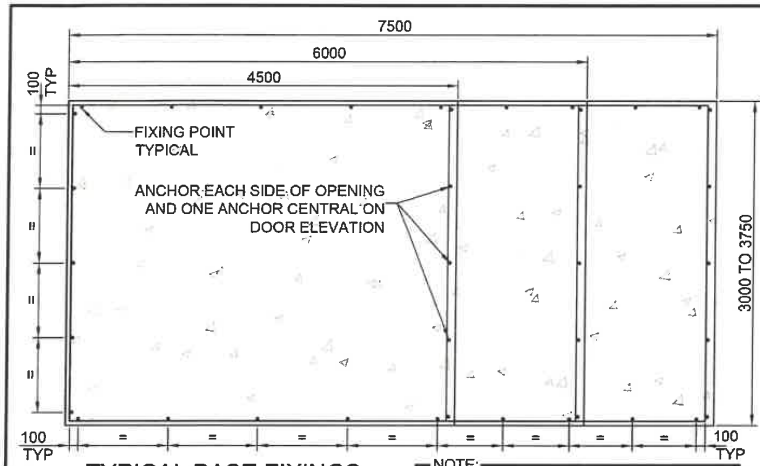 7500
6000
4500
100
TYP
FIXING POINT
TYPICAL
ANCHOR EACH SIDE OF OPENING
AND ONE ANCHOR CENTRAL ON
DOOR ELEVATION
=
=
=
=
3000 TO 3750
100
TYP
=
=
=
=
=
=
=
=
100
TYP
TYPICAL BASE FIXINGS
NOTE: